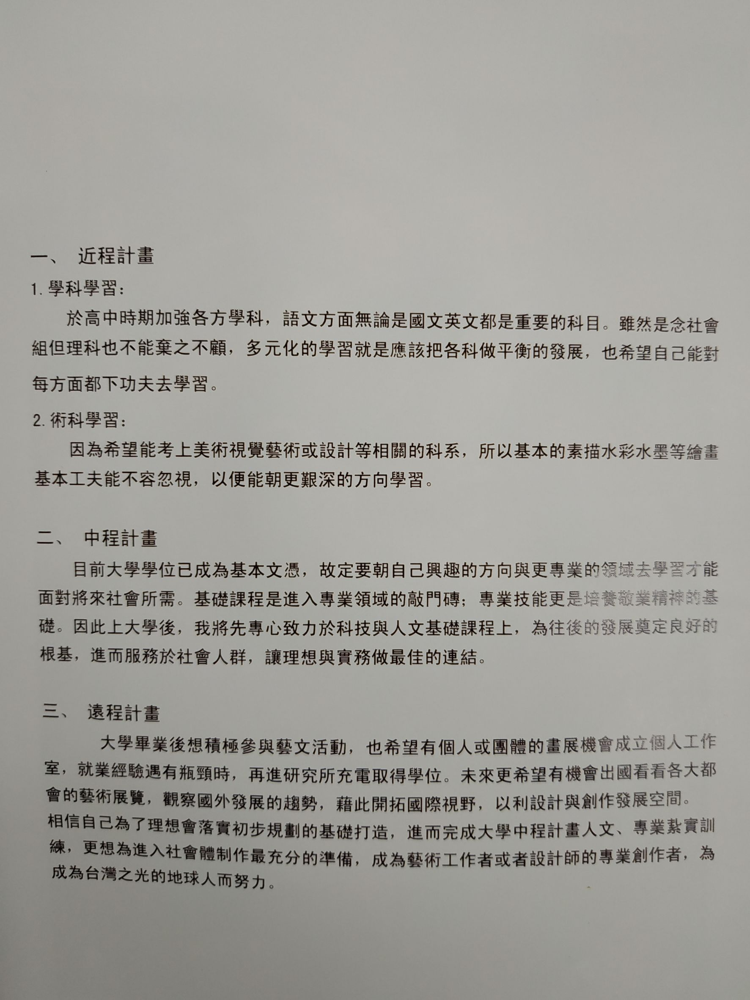 一、 近程計畫
1. 學科學習：
於高中時期加強各方學科，語文方面無論是國文英文都是重要的科目。雖然是念社會
組但理科也不能棄之不顧，多元化的學習就是應該把各科做平衡的發展，也希望自己能對
每方面都下功夫去學習。
2. 術科學習：
因為希望能考上美術視覺藝術或設計等相關的科系，所以基本的素描水彩水墨等繪畫
基本工夫能不容忽視，以便能朝更艱深的方向學習。
二、 中程計畫
目前大學學位已成為基本文憑，故定要朝自己興趣的方向與更專業的領域去學習才能
面對將來社會所需。基礎課程是進入專業領域的敲門磚；專業技能更是培養敬業精神的基
礎。因此上大學後，我將先專心致力於科技與人文基礎課程上，為往後的發展奠定良好的
根基，進而服務於社會人群，讓理想與實務做最佳的連結。
三、 遠程計畫
大學畢業後想積極參與藝文活動，也希望有個人或團體的畫展機會成立個人工作
室，就業經驗遇有瓶頸時，再進研究所充電取得學位。未來更希望有機會出國看看各大都
會的藝術展覽，觀察國外發展的趨勢，藉此開拓國際視野，以利設計與創作發展空間。
相信自己為了理想會落實初步規劃的基礎打造，進而完成大學中程計畫人文、專業紮實訓
練，更想為進入社會體制作最充分的準備，成為藝術工作者或者設計師的專業創作者，為
成為台灣之光的地球人而努力。